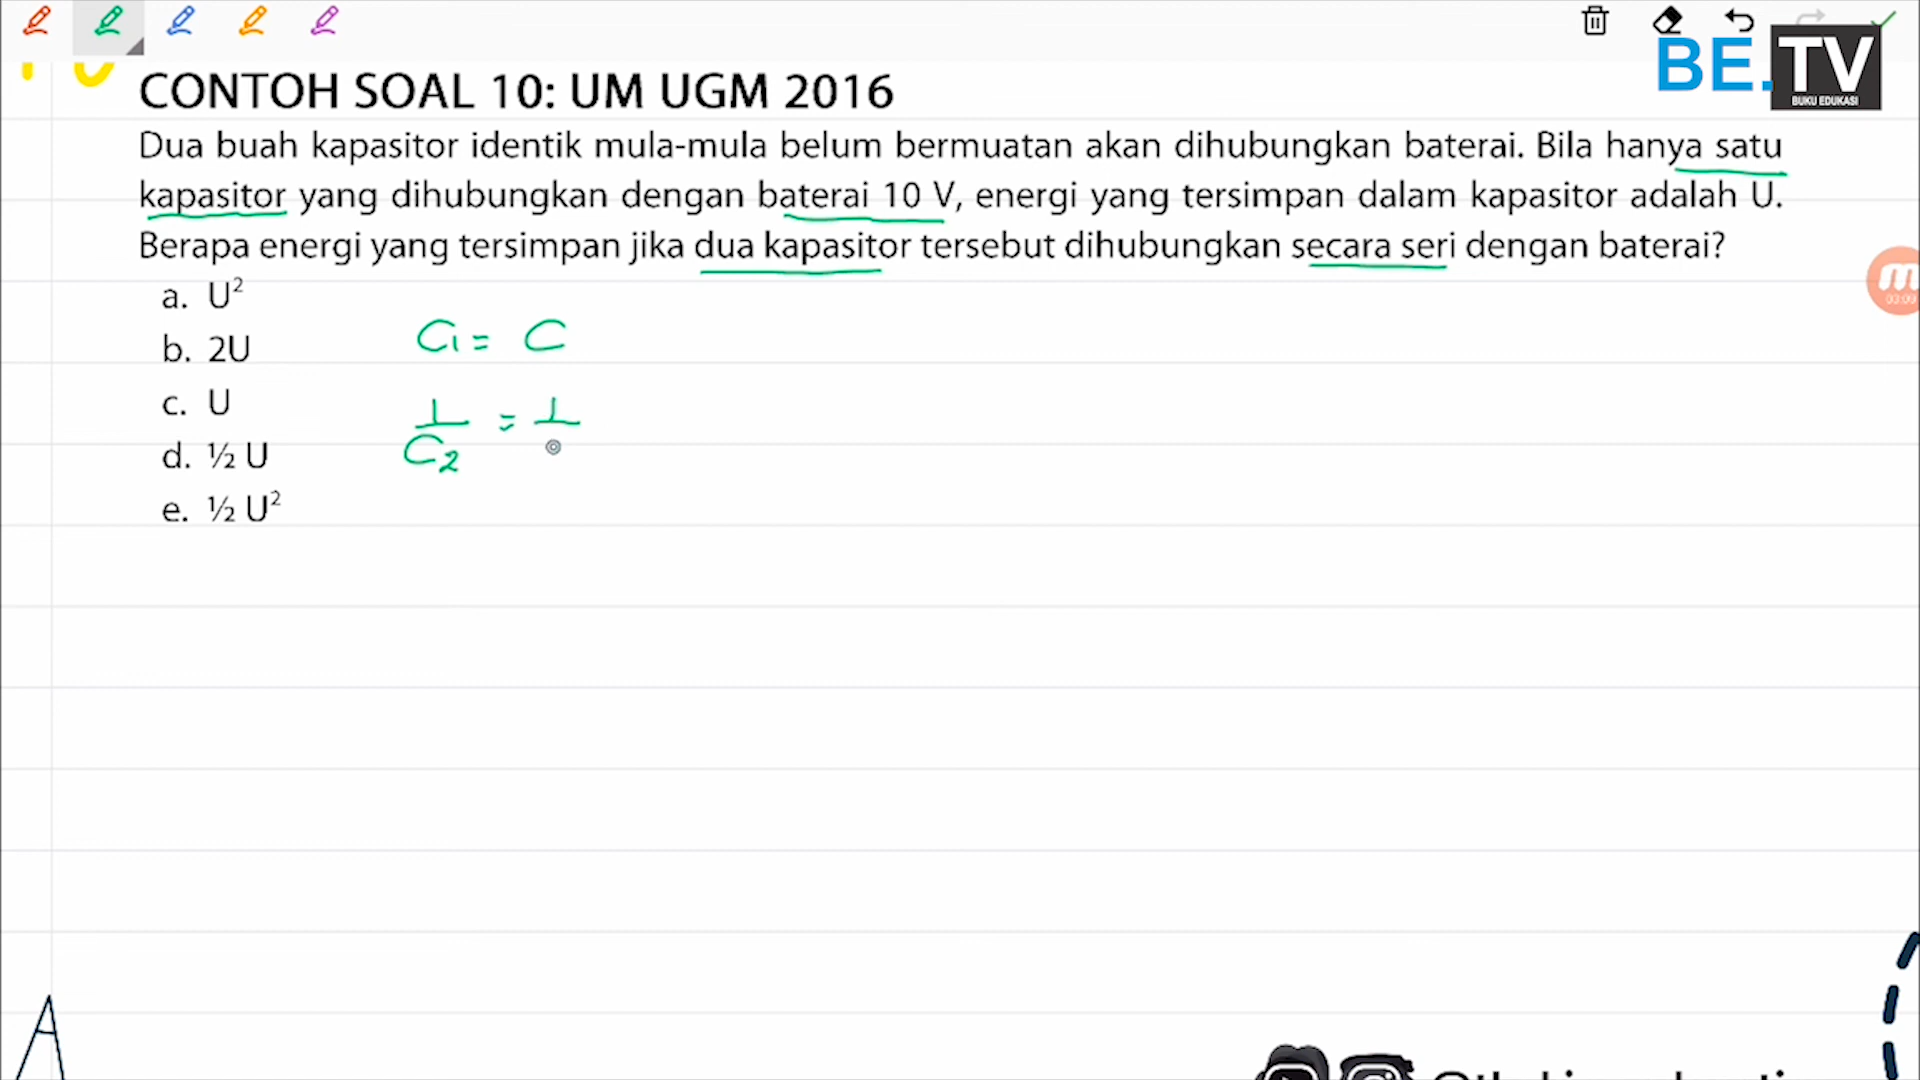 BE.TV
BUKU EDUKASI
CONTOH SOAL 10: UM UGM 2016
Dua buah kapasitor identik mula-mula belum bermuatan akan dihubungkan baterai. Bila hanya satu
kapasitor yang dihubungkan dengan baterai 10 V, energi yang tersimpan dalam kapasitor adalah U.
Berapa energi yang tersimpan jika dua kapasitor tersebut dihubungkan secara seri dengan baterai?
a. U²
b. 2U
c. U
d. ½ U
e. ½ U²
C₁ = C
1 = 1
C₂
03:09
A